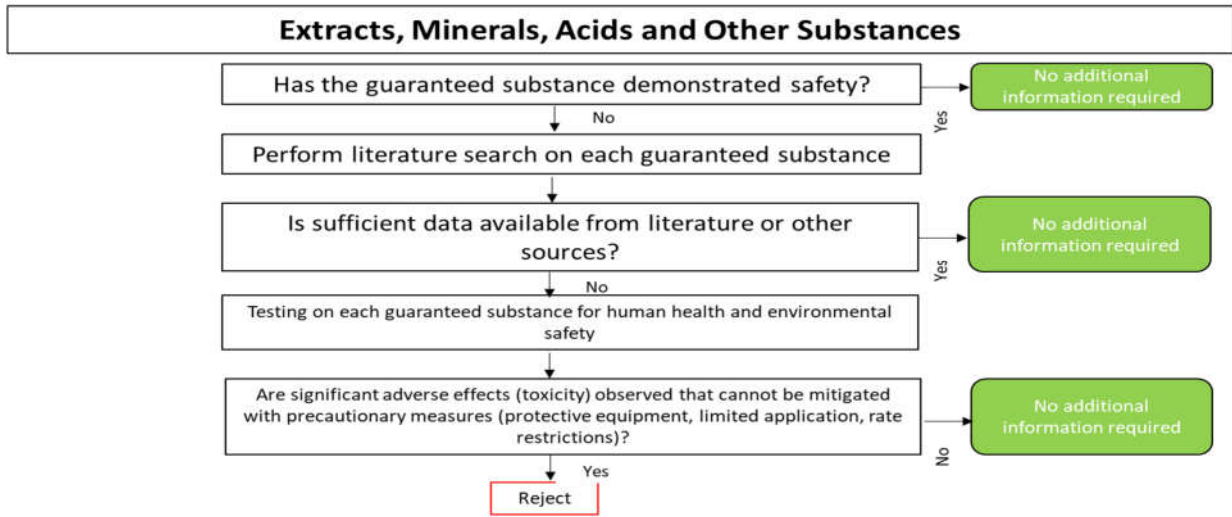 Extracts, Minerals, Acids and Other Substances
Has the guaranteed substance demonstrated safety?
No additional
information required
No
Yes
Perform literature search on each guaranteed substance
Is sufficient data available from literature or other
sources?
No additional
information required
Yes
No
Testing on each guaranteed substance for human health and environmental
safety
Are significant adverse effects (toxicity) observed that cannot be mitigated
with precautionary measures (protective equipment, limited application, rate
restrictions)?
No additional
information required
No
Yes
Reject